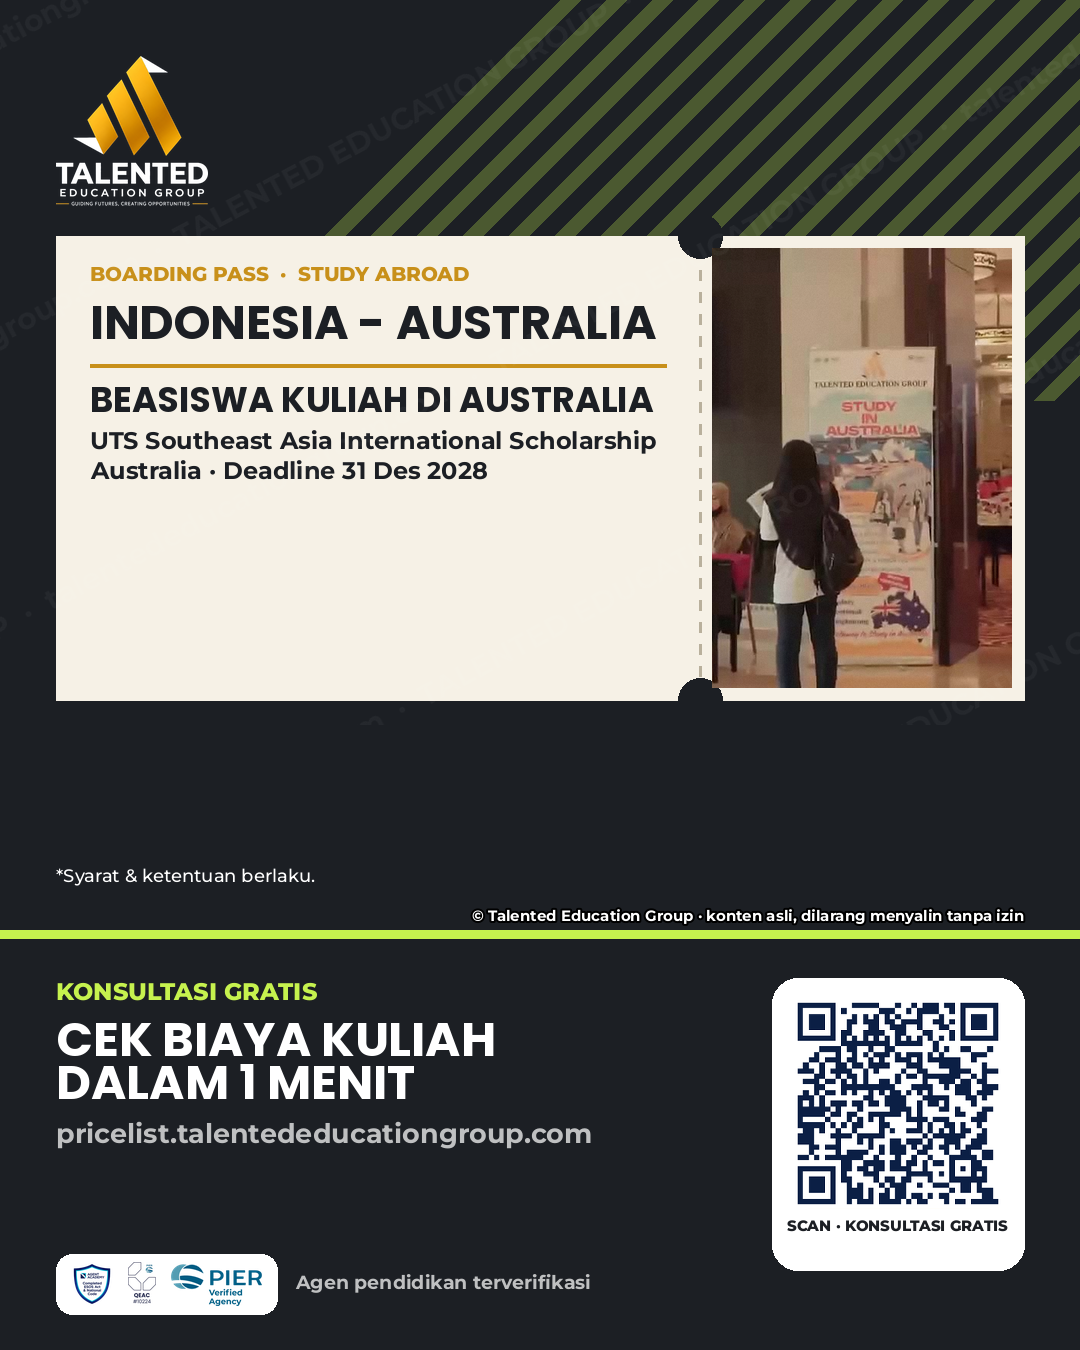 TALENTED
EDUCATION GROUP
GUIDING FUTURES, CREATING OPPORTUNITIES
BOARDING PASS · STUDY ABROAD
INDONESIA - AUSTRALIA
BEASISWA KULIAH DI AUSTRALIA
UTS Southeast Asia International Scholarship
Australia · Deadline 31 Des 2028
TALENTED EDUCATION GROUP
STUDY
IN
AUSTRALIA
*Syarat & ketentuan berlaku.
© Talented Education Group · konten asli, dilarang menyalin tanpa izin
KONSULTASI GRATIS
CEK BIAYA KULIAH
DALAM 1 MENIT
pricelist.talentededucationgroup.com
SCAN · KONSULTASI GRATIS
QEAC
#10224
PIER
Verified
Agency
Agen pendidikan terverifikasi